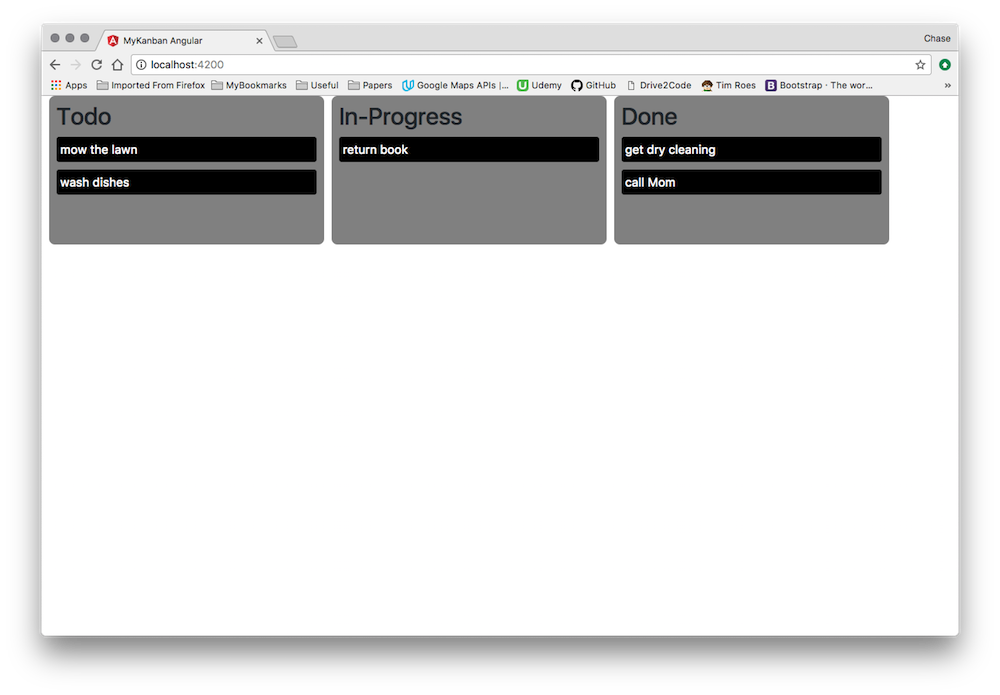 MyKanban Angular
Chase
localhost:4200
Apps Imported From Firefox MyBookmarks Useful Papers Google Maps APIs |... Udemy GitHub Drive2Code Tim Roes Bootstrap · The wor... »
Todo
mow the lawn
wash dishes
In-Progress
return book
Done
get dry cleaning
call Mom